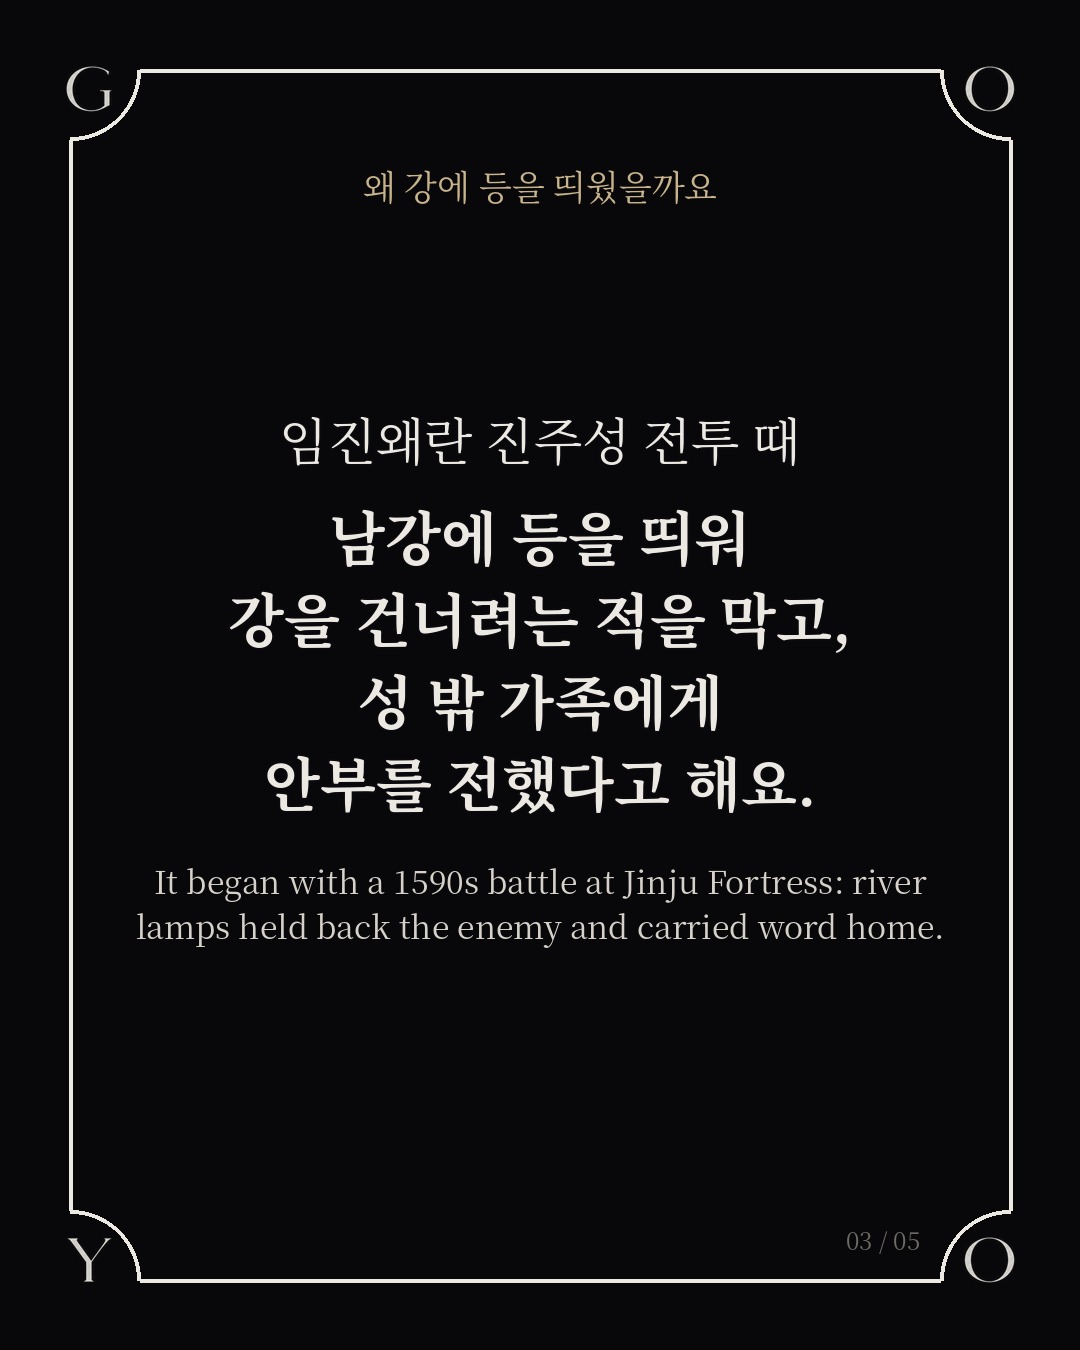 G O
왜 강에 등을 띄웠을까요
임진왜란 진주성 전투 때
남강에 등을 띄워
강을 건너려는 적을 막고,
성 밖 가족에게
안부를 전했다고 해요.
It began with a 1590s battle at Jinju Fortress: river
lamps held back the enemy and carried word home.
03 / 05
Y O